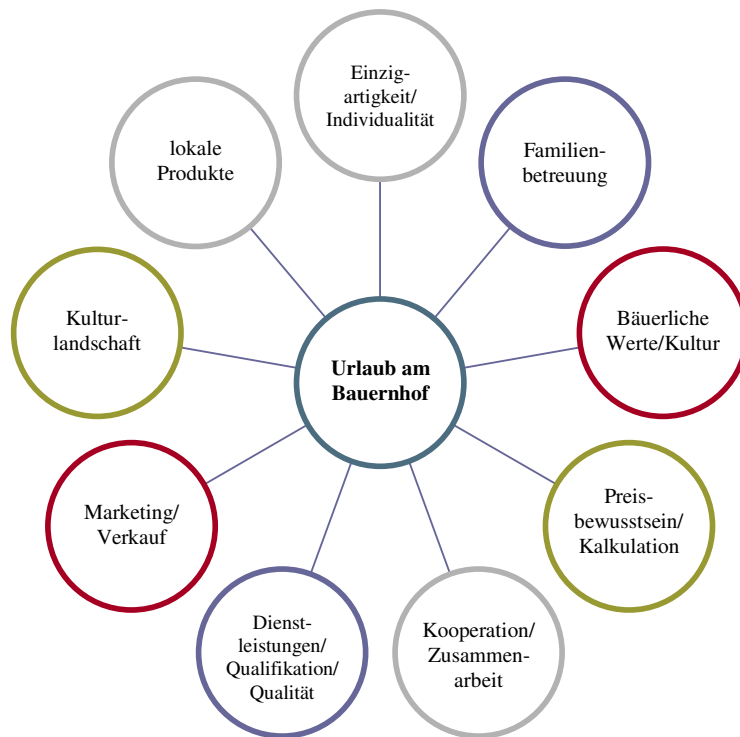 Einzig-
artigkeit/
Individualität
Familien-
betreuung
Bäuerliche
Werte/Kultur
Preis-
bewusstsein/
Kalkulation
Kooperation/
Zusammen-
arbeit
Dienst-
leistungen/
Qualifikation/
Qualität
Marketing/
Verkauf
Kultur-
landschaft
lokale
Produkte
Urlaub am
Bauernhof